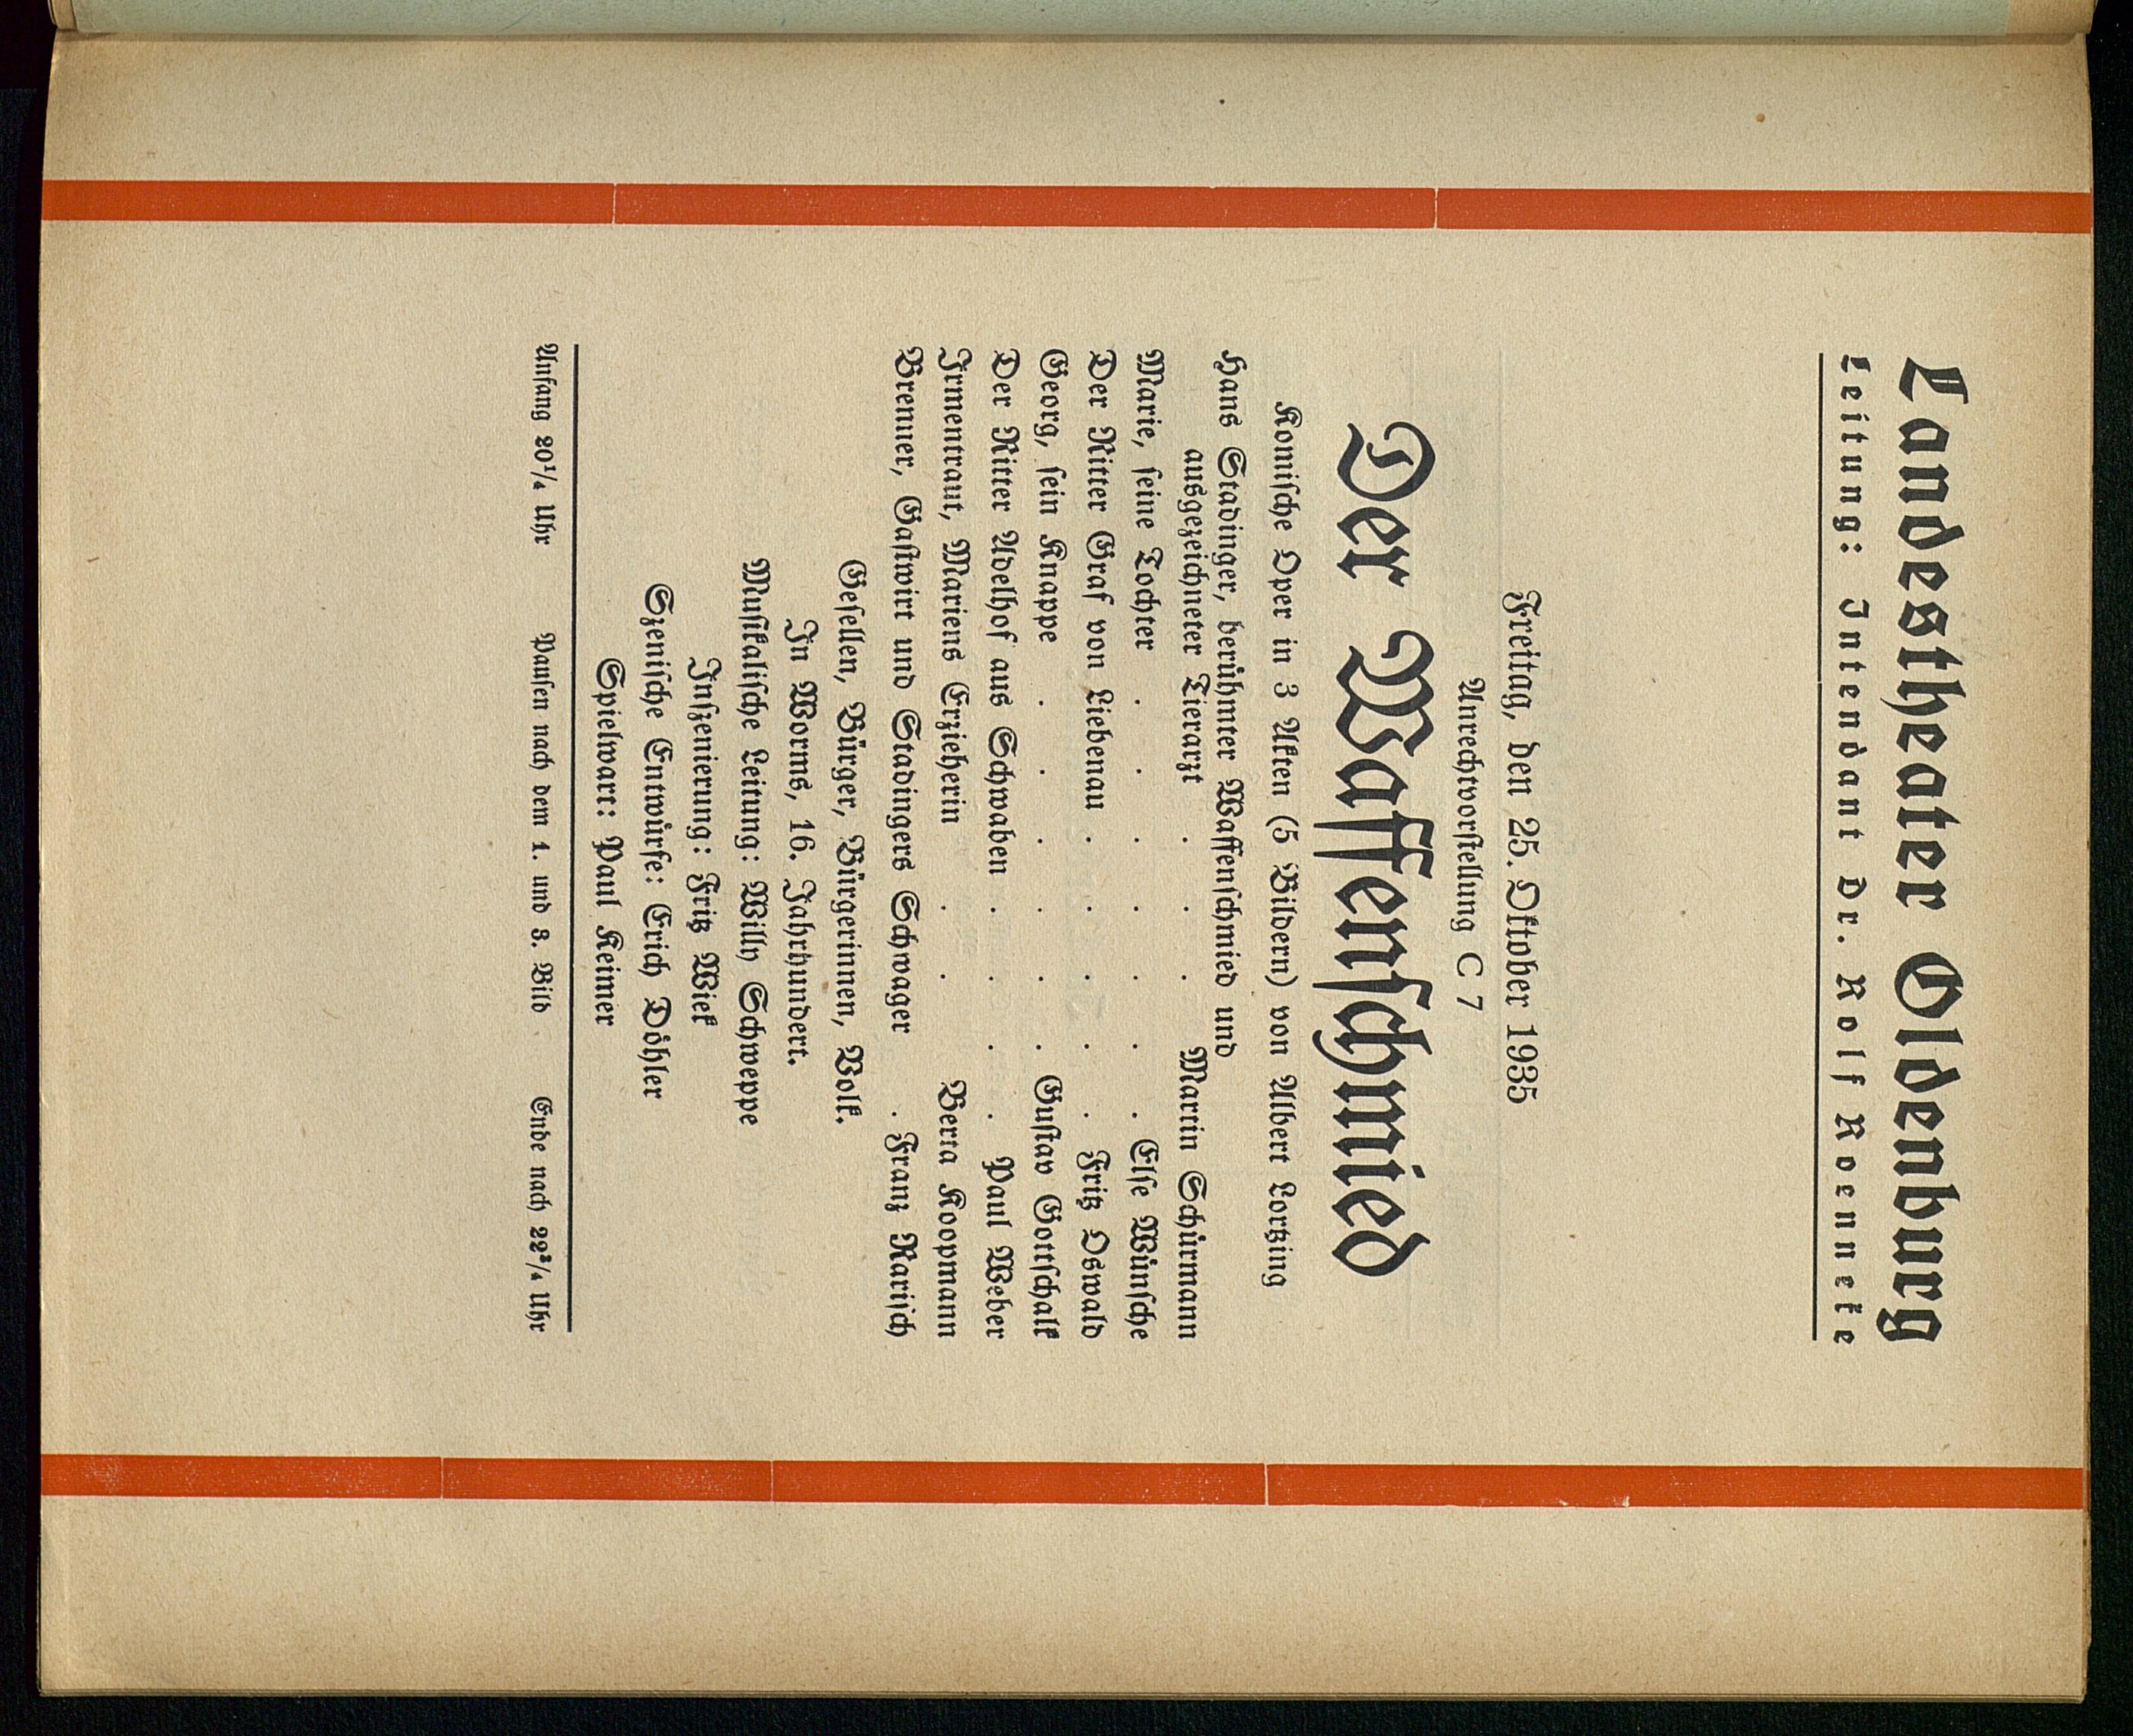 Landestheater Oldenburg
Leitung: Intendant Dr. Rolf Roenneke
Freitag, den 25. Oktober 1935
Anrechtvorstellung C 7
Der Waffenschmied
Komische Oper in 3 Akten (5 Bildern) von Albert Lortzing
Hans Stadinger, berühmter Waffenschmied und
ausgezeichneter Tierarzt . . . Martin Schürmann
Marie, seine Tochter . . . . . . . Else Wünsche
Der Ritter Graf von Liebenau . . . . . Fritz Oswald
Georg, sein Knappe . . . . . . Gustav Gottschalk
Der Ritter Adelhof aus Schwaben . . . . Paul Weber
Irmentraut, Mariens Erzieherin . . Berta Koopmann
Brenner, Gastwirt und Stadingers Schwager . Franz Rarisch
Gesellen, Bürger, Bürgerinnen, Volk.
In Worms, 16. Jahrhundert.
Musikalische Leitung: Willy Schweppe
Inszenierung: Fritz Wiek
Szenische Entwürfe: Erich Döhler
Spielwart: Paul Keimer
Anfang 20¹/₄ Uhr Pausen nach dem 1. und 3. Bild Ende nach 22³/₄ Uhr